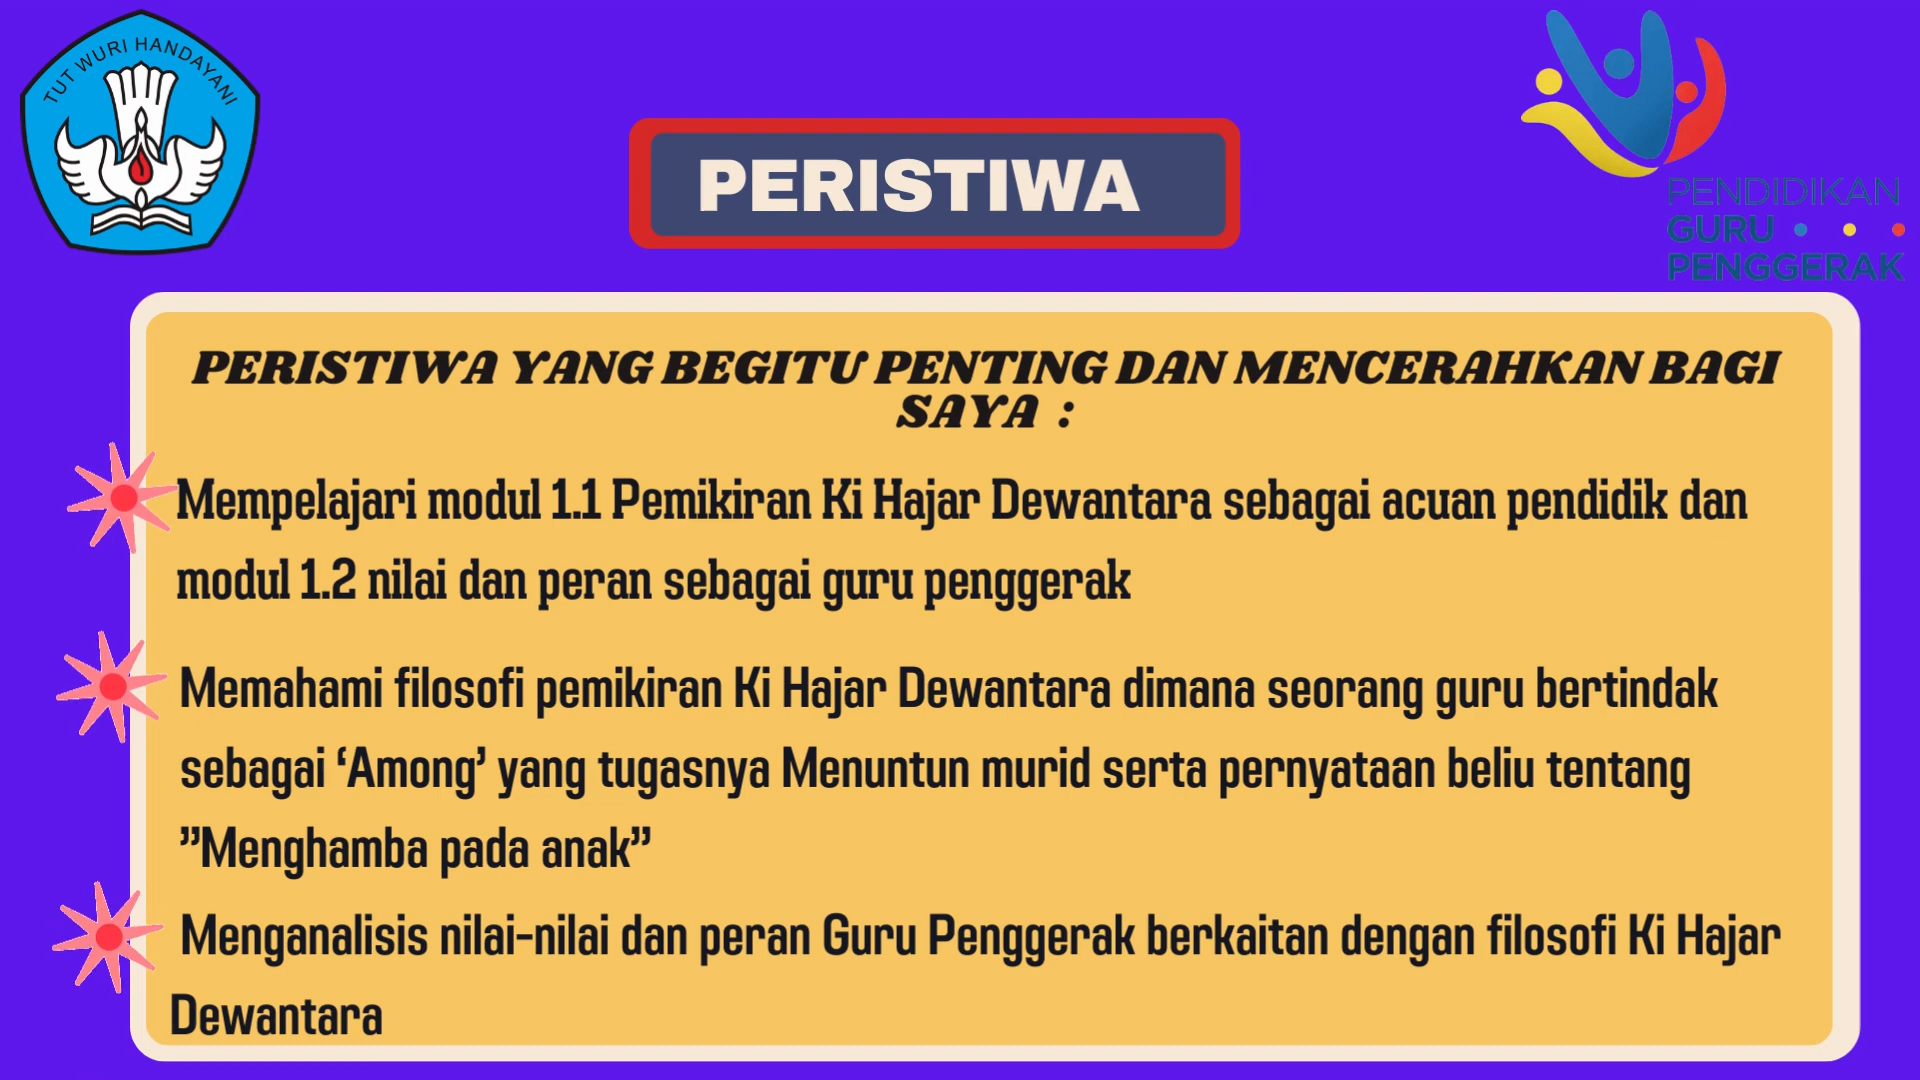 TUT WURI HANDAYANI
PENDIDIKAN
GURU
PENGGERAK
PERISTIWA
PERISTIWA YANG BEGITU PENTING DAN MENCERAHKAN BAGI
SAYA :
Mempelajari modul 1.1 Pemikiran Ki Hajar Dewantara sebagai acuan pendidik dan
modul 1.2 nilai dan peran sebagai guru penggerak
Memahami filosofi pemikiran Ki Hajar Dewantara dimana seorang guru bertindak
sebagai ‘Among’ yang tugasnya Menuntun murid serta pernyataan beliu tentang
”Menghamba pada anak”
Menganalisis nilai-nilai dan peran Guru Penggerak berkaitan dengan filosofi Ki Hajar
Dewantara